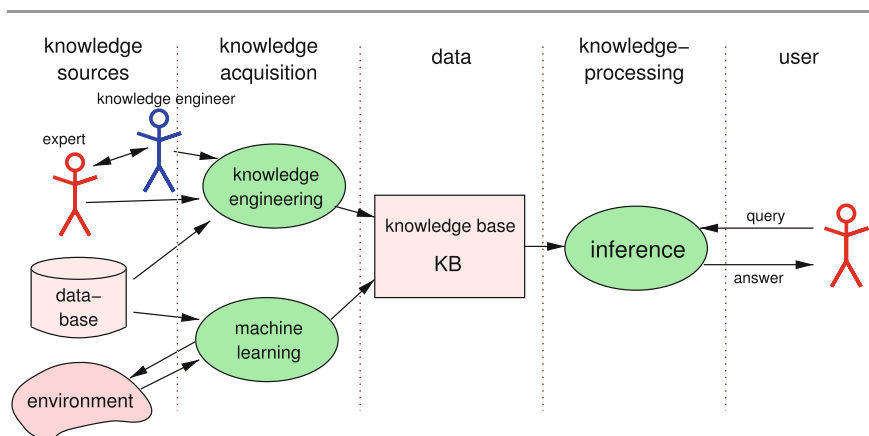 knowledge
sources
knowledge
acquisition
data
knowledge–
processing
user
knowledge engineer
expert
knowledge
engineering
data–
base
machine
learning
environment
knowledge base
KB
inference
query
answer